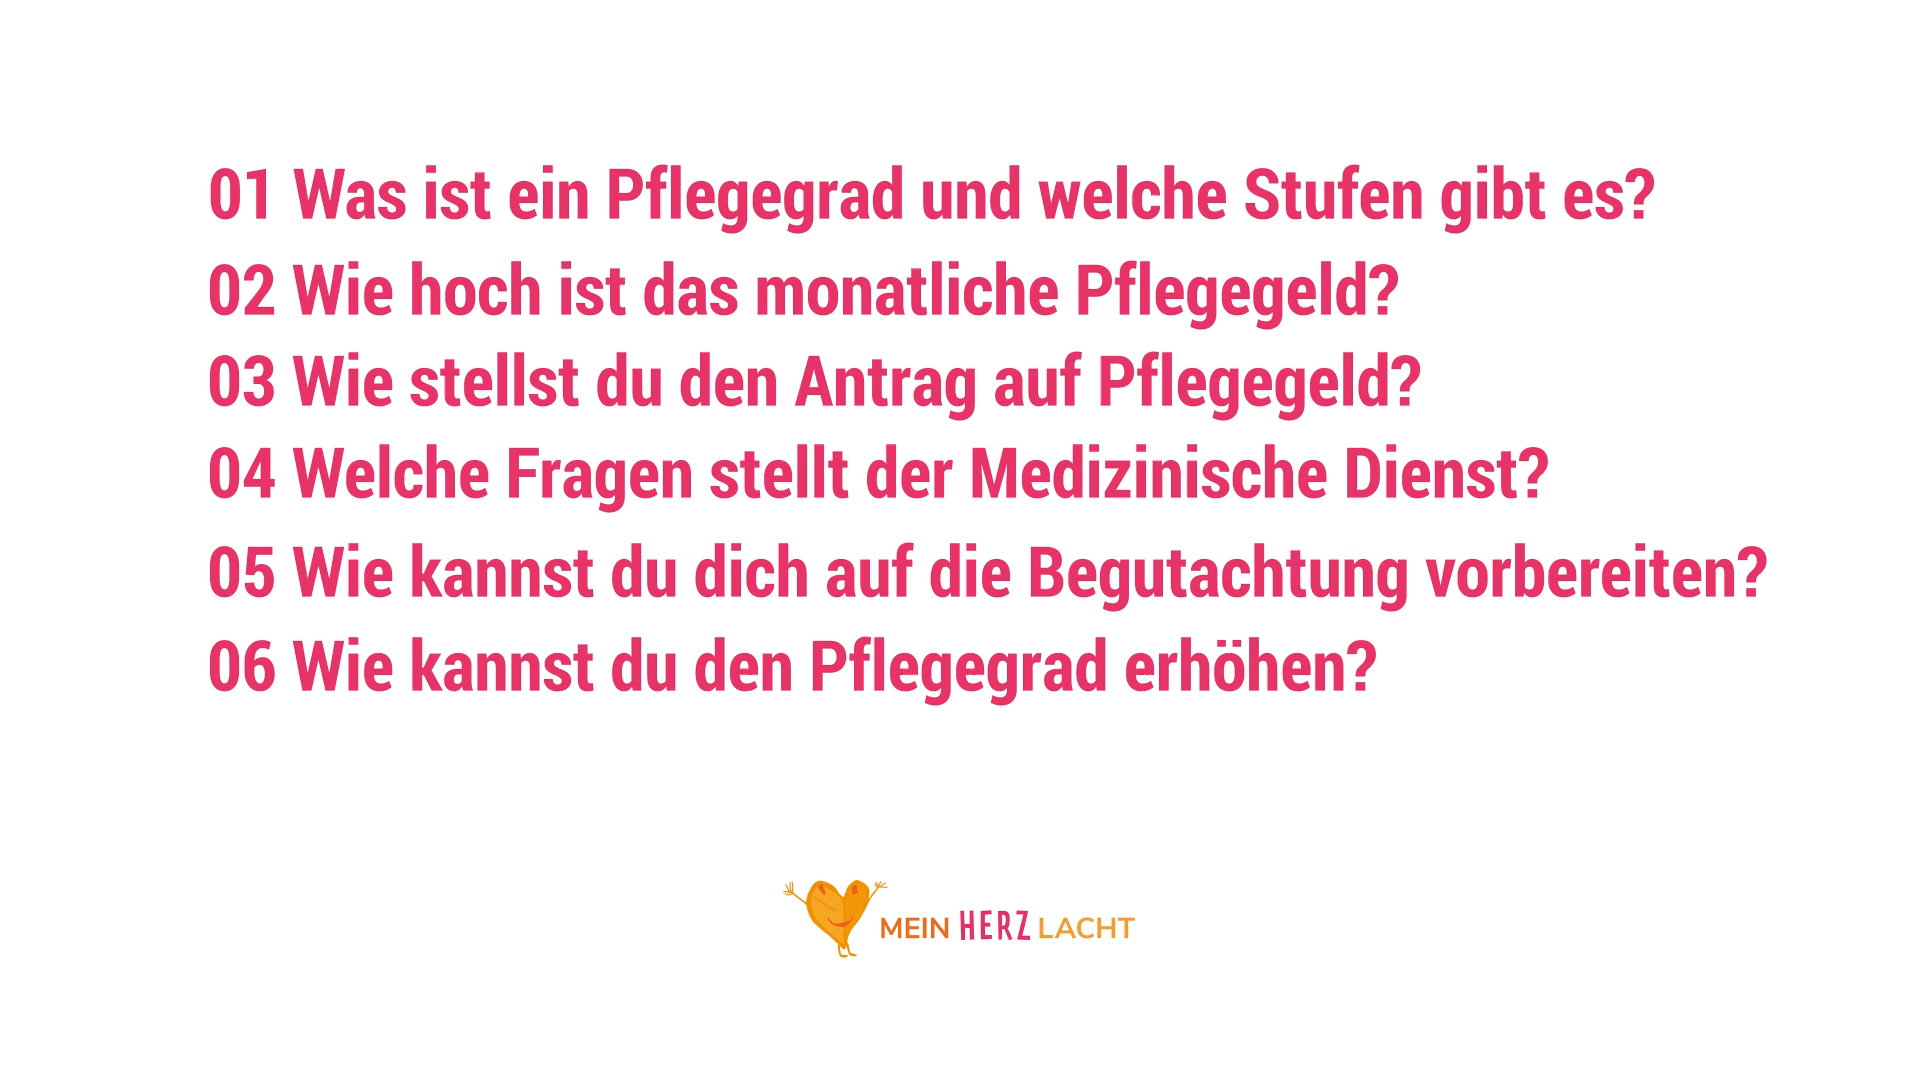 01 Was ist ein Pflegegrad und welche Stufen gibt es?
02 Wie hoch ist das monatliche Pflegegeld?
03 Wie stellst du den Antrag auf Pflegegeld?
04 Welche Fragen stellt der Medizinische Dienst?
05 Wie kannst du dich auf die Begutachtung vorbereiten?
06 Wie kannst du den Pflegegrad erhöhen?
MEIN HERZ LACHT